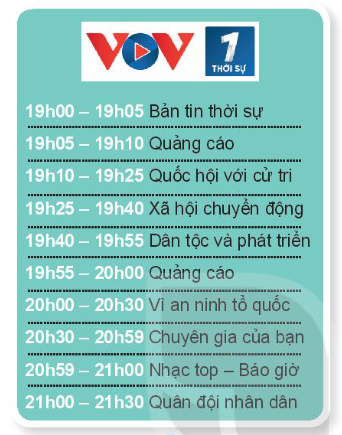 VOV 1
THỜI SỰ
19h00 – 19h05 Bản tin thời sự
19h05 – 19h10 Quảng cáo
19h10 – 19h25 Quốc hội với cử tri
19h25 – 19h40 Xã hội chuyển động
19h40 – 19h55 Dân tộc và phát triển
19h55 – 20h00 Quảng cáo
20h00 – 20h30 Vì an ninh tổ quốc
20h30 – 20h59 Chuyên gia của bạn
20h59 – 21h00 Nhạc top – Báo giờ
21h00 – 21h30 Quân đội nhân dân